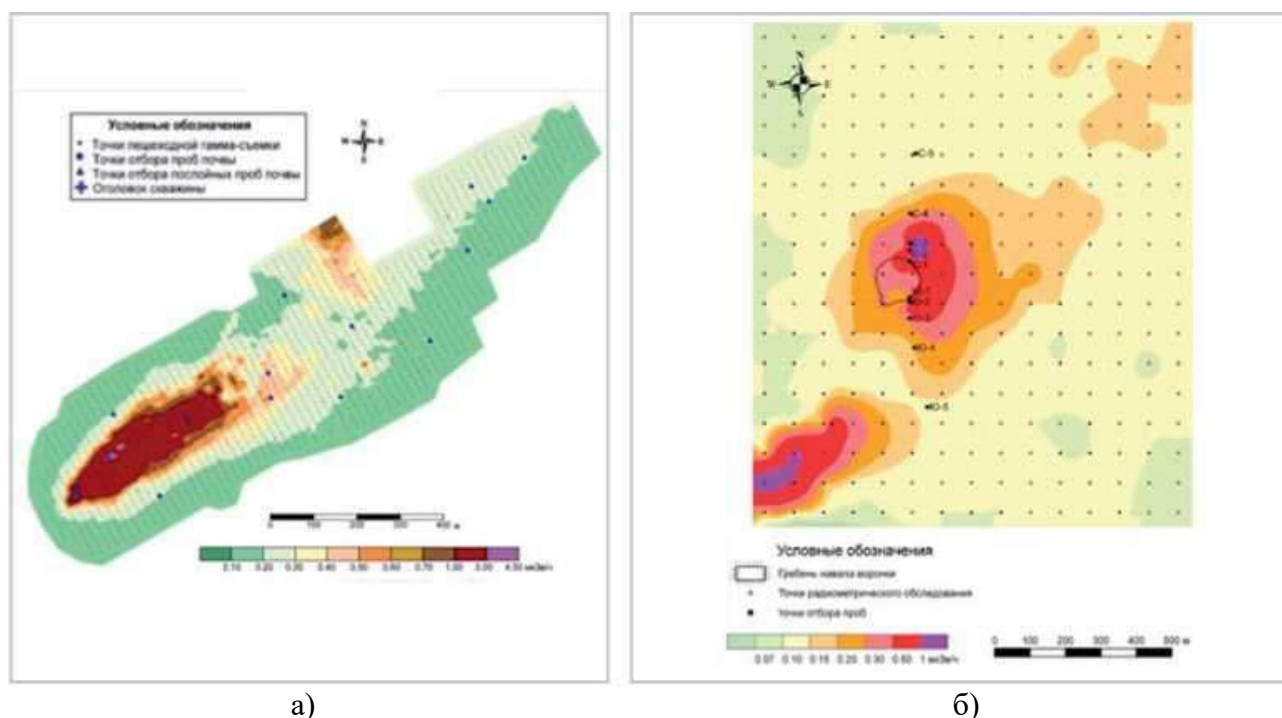 Условные обозначения
Точки пешеходной гамма-съемки
Точки отбора проб почвы
Точки отбора послойных проб почвы
Оголовок скважины
N
W E
S
0 100 200 300 400 м
0.10 0.20 0.30 0.40 0.50 0.60 0.70 1.00 3.00 4.50 мкЗв/ч
а)
N
W E
S
С-5
Ю-4
Ю-5
Условные обозначения
Гребень навала воронки
Точки радиометрического обследования
точки отбора проб
0.07 0.10 0.15 0.20 0.30 0.60 1 мкЗв/ч
0 100 200 300 400 500 м
б)